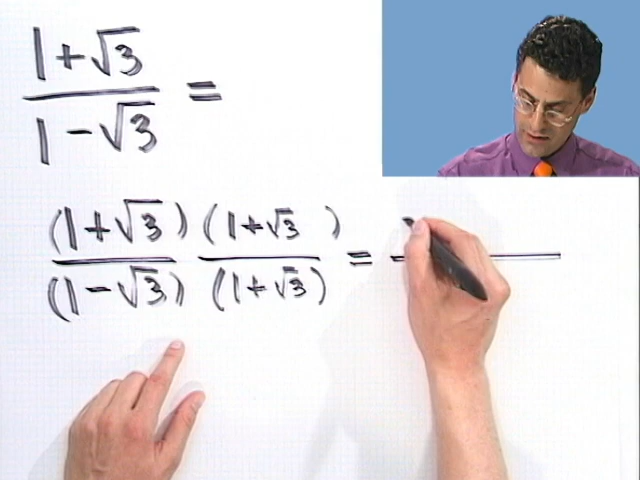 1+√3
1-√3 =
(1+√3) (1+√3) =
(1-√3) (1+√3)